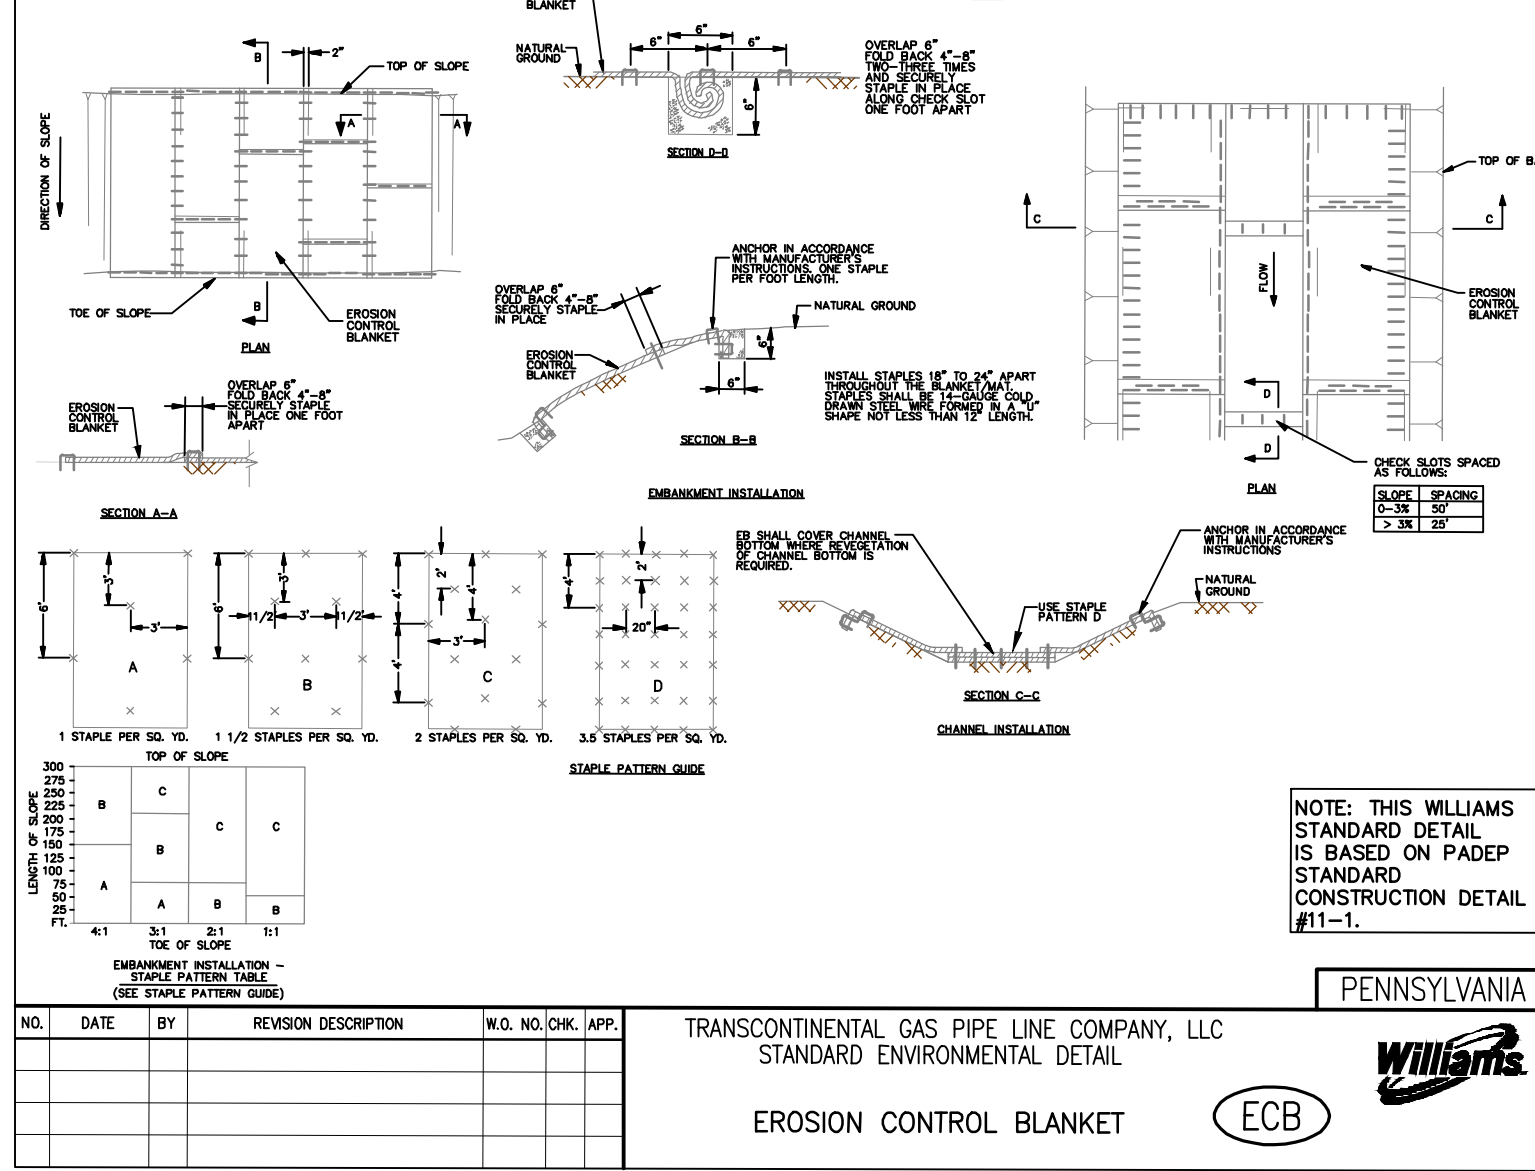 BLANKET
NATURAL
GROUND
6"
6"
6"
6"
OVERLAP 6"
FOLD BACK 4"-8"
TWO-THREE TIMES
AND SECURELY
STAPLE IN PLACE
ALONG CHECK SLOT
ONE FOOT APART
SECTION D-D
B
2"
TOP OF SLOPE
A
A
DIRECTION OF SLOPE
TOE OF SLOPE
B
EROSION
CONTROL
BLANKET
PLAN
TOP OF B
C
C
FLOW
EROSION
CONTROL
BLANKET
D
D
PLAN
CHECK SLOTS SPACED
AS FOLLOWS:
SLOPE SPACING
0-3% 50'
> 3% 25'
ANCHOR IN ACCORDANCE
WITH MANUFACTURER'S
INSTRUCTIONS. ONE STAPLE
PER FOOT LENGTH.
OVERLAP 6"
FOLD BACK 4"-8"
SECURELY STAPLE
IN PLACE
NATURAL GROUND
EROSION
CONTROL
BLANKET
6"
6"
INSTALL STAPLES 18" TO 24" APART
THROUGHOUT THE BLANKET/MAT.
STAPLES SHALL BE 14-GAUGE COLD
DRAWN STEEL WIRE FORMED IN A "U"
SHAPE NOT LESS THAN 12" LENGTH.
SECTION B-B
EMBANKMENT INSTALLATION
OVERLAP 6"
FOLD BACK 4"-8"
SECURELY STAPLE
IN PLACE ONE FOOT
APART
EROSION
CONTROL
BLANKET
SECTION A-A
6'
3'
3'
A
1 STAPLE PER SQ. YD.
6'
3'
11/2' 3' 11/2'
B
1 1/2 STAPLES PER SQ. YD.
4'
2'
4'
3'
4'
C
2 STAPLES PER SQ. YD.
4'
2'
20"
D
3.5 STAPLES PER SQ. YD.
STAPLE PATTERN GUIDE
EB SHALL COVER CHANNEL
BOTTOM WHERE REVEGETATION
OF CHANNEL BOTTOM IS
REQUIRED.
ANCHOR IN ACCORDANCE
WITH MANUFACTURER'S
INSTRUCTIONS
NATURAL
GROUND
USE STAPLE
PATTERN D
SECTION C-C
CHANNEL INSTALLATION
TOP OF SLOPE
LENGTH OF SLOPE
300
275
250
225
200
175
150
125
100
75
50
25
FT.
B
A
C
B
A
C
B
C
B
4:1 3:1 2:1 1:1
TOE OF SLOPE
EMBANKMENT INSTALLATION -
STAPLE PATTERN TABLE
(SEE STAPLE PATTERN GUIDE)
NOTE: THIS WILLIAMS
STANDARD DETAIL
IS BASED ON PADEP
STANDARD
CONSTRUCTION DETAIL
#11-1.
PENNSYLVANIA
NO. DATE BY REVISION DESCRIPTION W.O. NO. CHK. APP.
TRANSCONTINENTAL GAS PIPE LINE COMPANY, LLC
STANDARD ENVIRONMENTAL DETAIL
EROSION CONTROL BLANKET
ECB
Williams